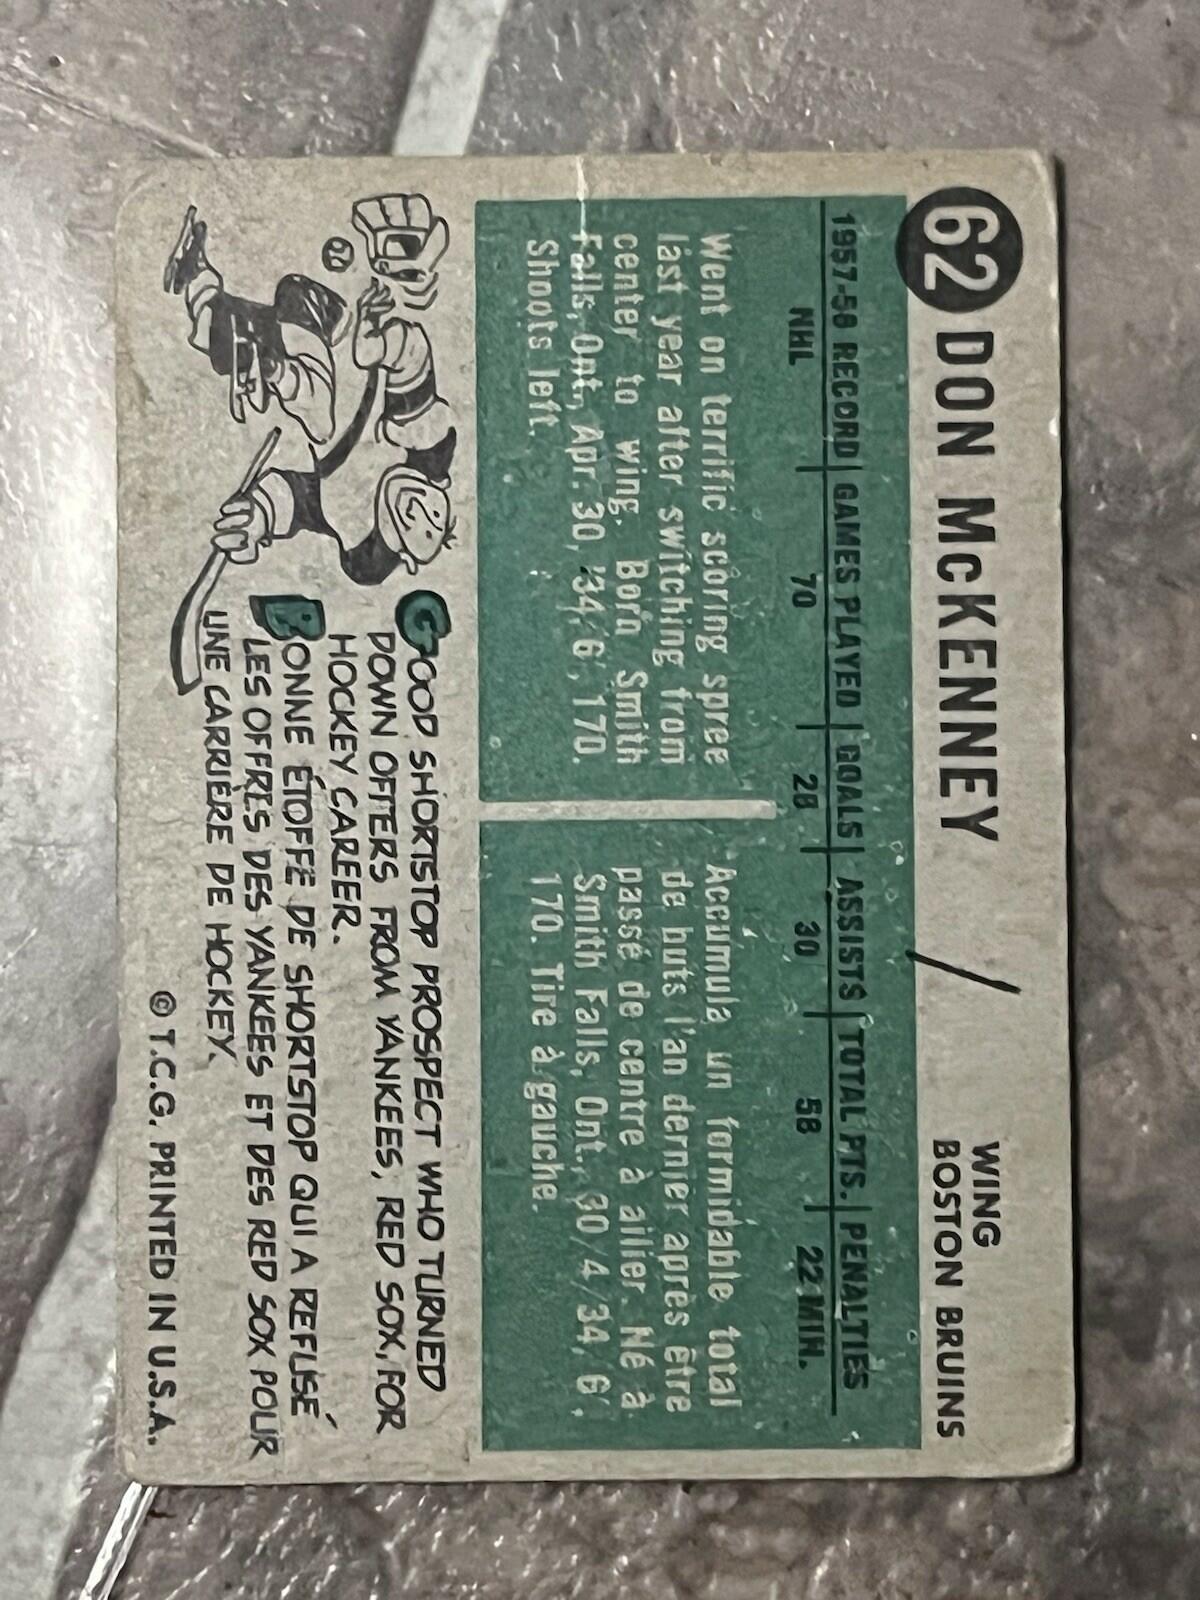 62 DON McKENNEY
WING
BOSTON BRUINS
1957-58 RECORD | GAMES PLAYED | GOALS | ASSISTS | TOTAL PTS. | PENALTIES
NHL 70 28 30 58 22 MIN.
Went on terrific scoring spree
last year after switching from
center to wing. Born Smith
Falls, Ont., Apr. 30, '34, 6', 170.
Shoots left.
Accumula un formidable total
de buts l'an dernier après être
passé de centre à ailier. Né à
Smith Falls, Ont., 30/4/34, 6',
170. Tire à gauche.
GOOD SHORTSTOP PROSPECT WHO TURNED
DOWN OFFERS FROM YANKEES, RED SOX, FOR
HOCKEY CAREER.
BONNE ÉTOFFE DE SHORTSTOP QUI A REFUSÉ
LES OFFRES DES YANKEES ET DES RED SOX POUR
UNE CARRIÈRE DE HOCKEY.
© T.C.G. PRINTED IN U.S.A.